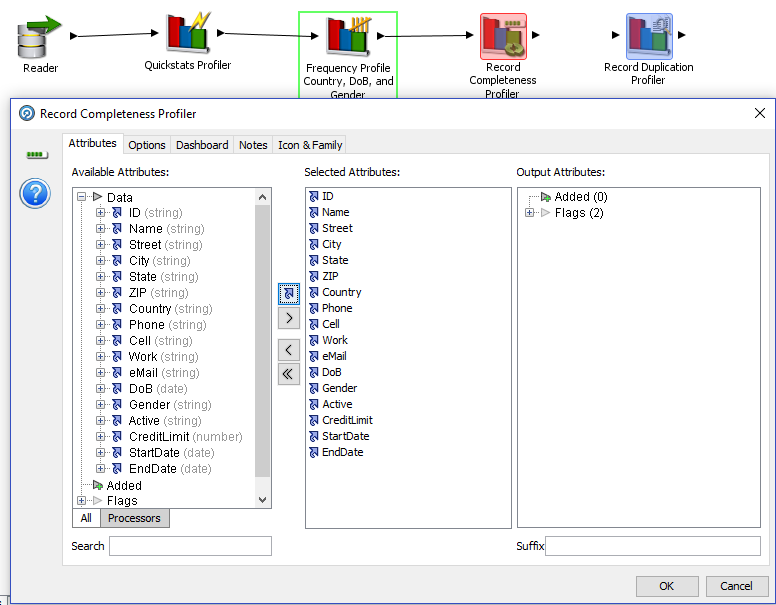 Reader
Quickstats Profiler
Frequency Profile
Country, DoB, and
Gender
Record
Completeness
Profiler
Record Duplication
Profiler
Record Completeness Profiler
Attributes
Options
Dashboard
Notes
Icon & Family
Available Attributes:
Data
ID (string)
Name (string)
Street (string)
City (string)
State (string)
ZIP (string)
Country (string)
Phone (string)
Cell (string)
Work (string)
eMail (string)
DoB (date)
Gender (string)
Active (string)
CreditLimit (number)
StartDate (date)
EndDate (date)
Added
Flags
All
Processors
Search
Selected Attributes:
ID
Name
Street
City
State
ZIP
Country
Phone
Cell
Work
eMail
DoB
Gender
Active
CreditLimit
StartDate
EndDate
Output Attributes:
Added (0)
Flags (2)
Suffix
OK
Cancel